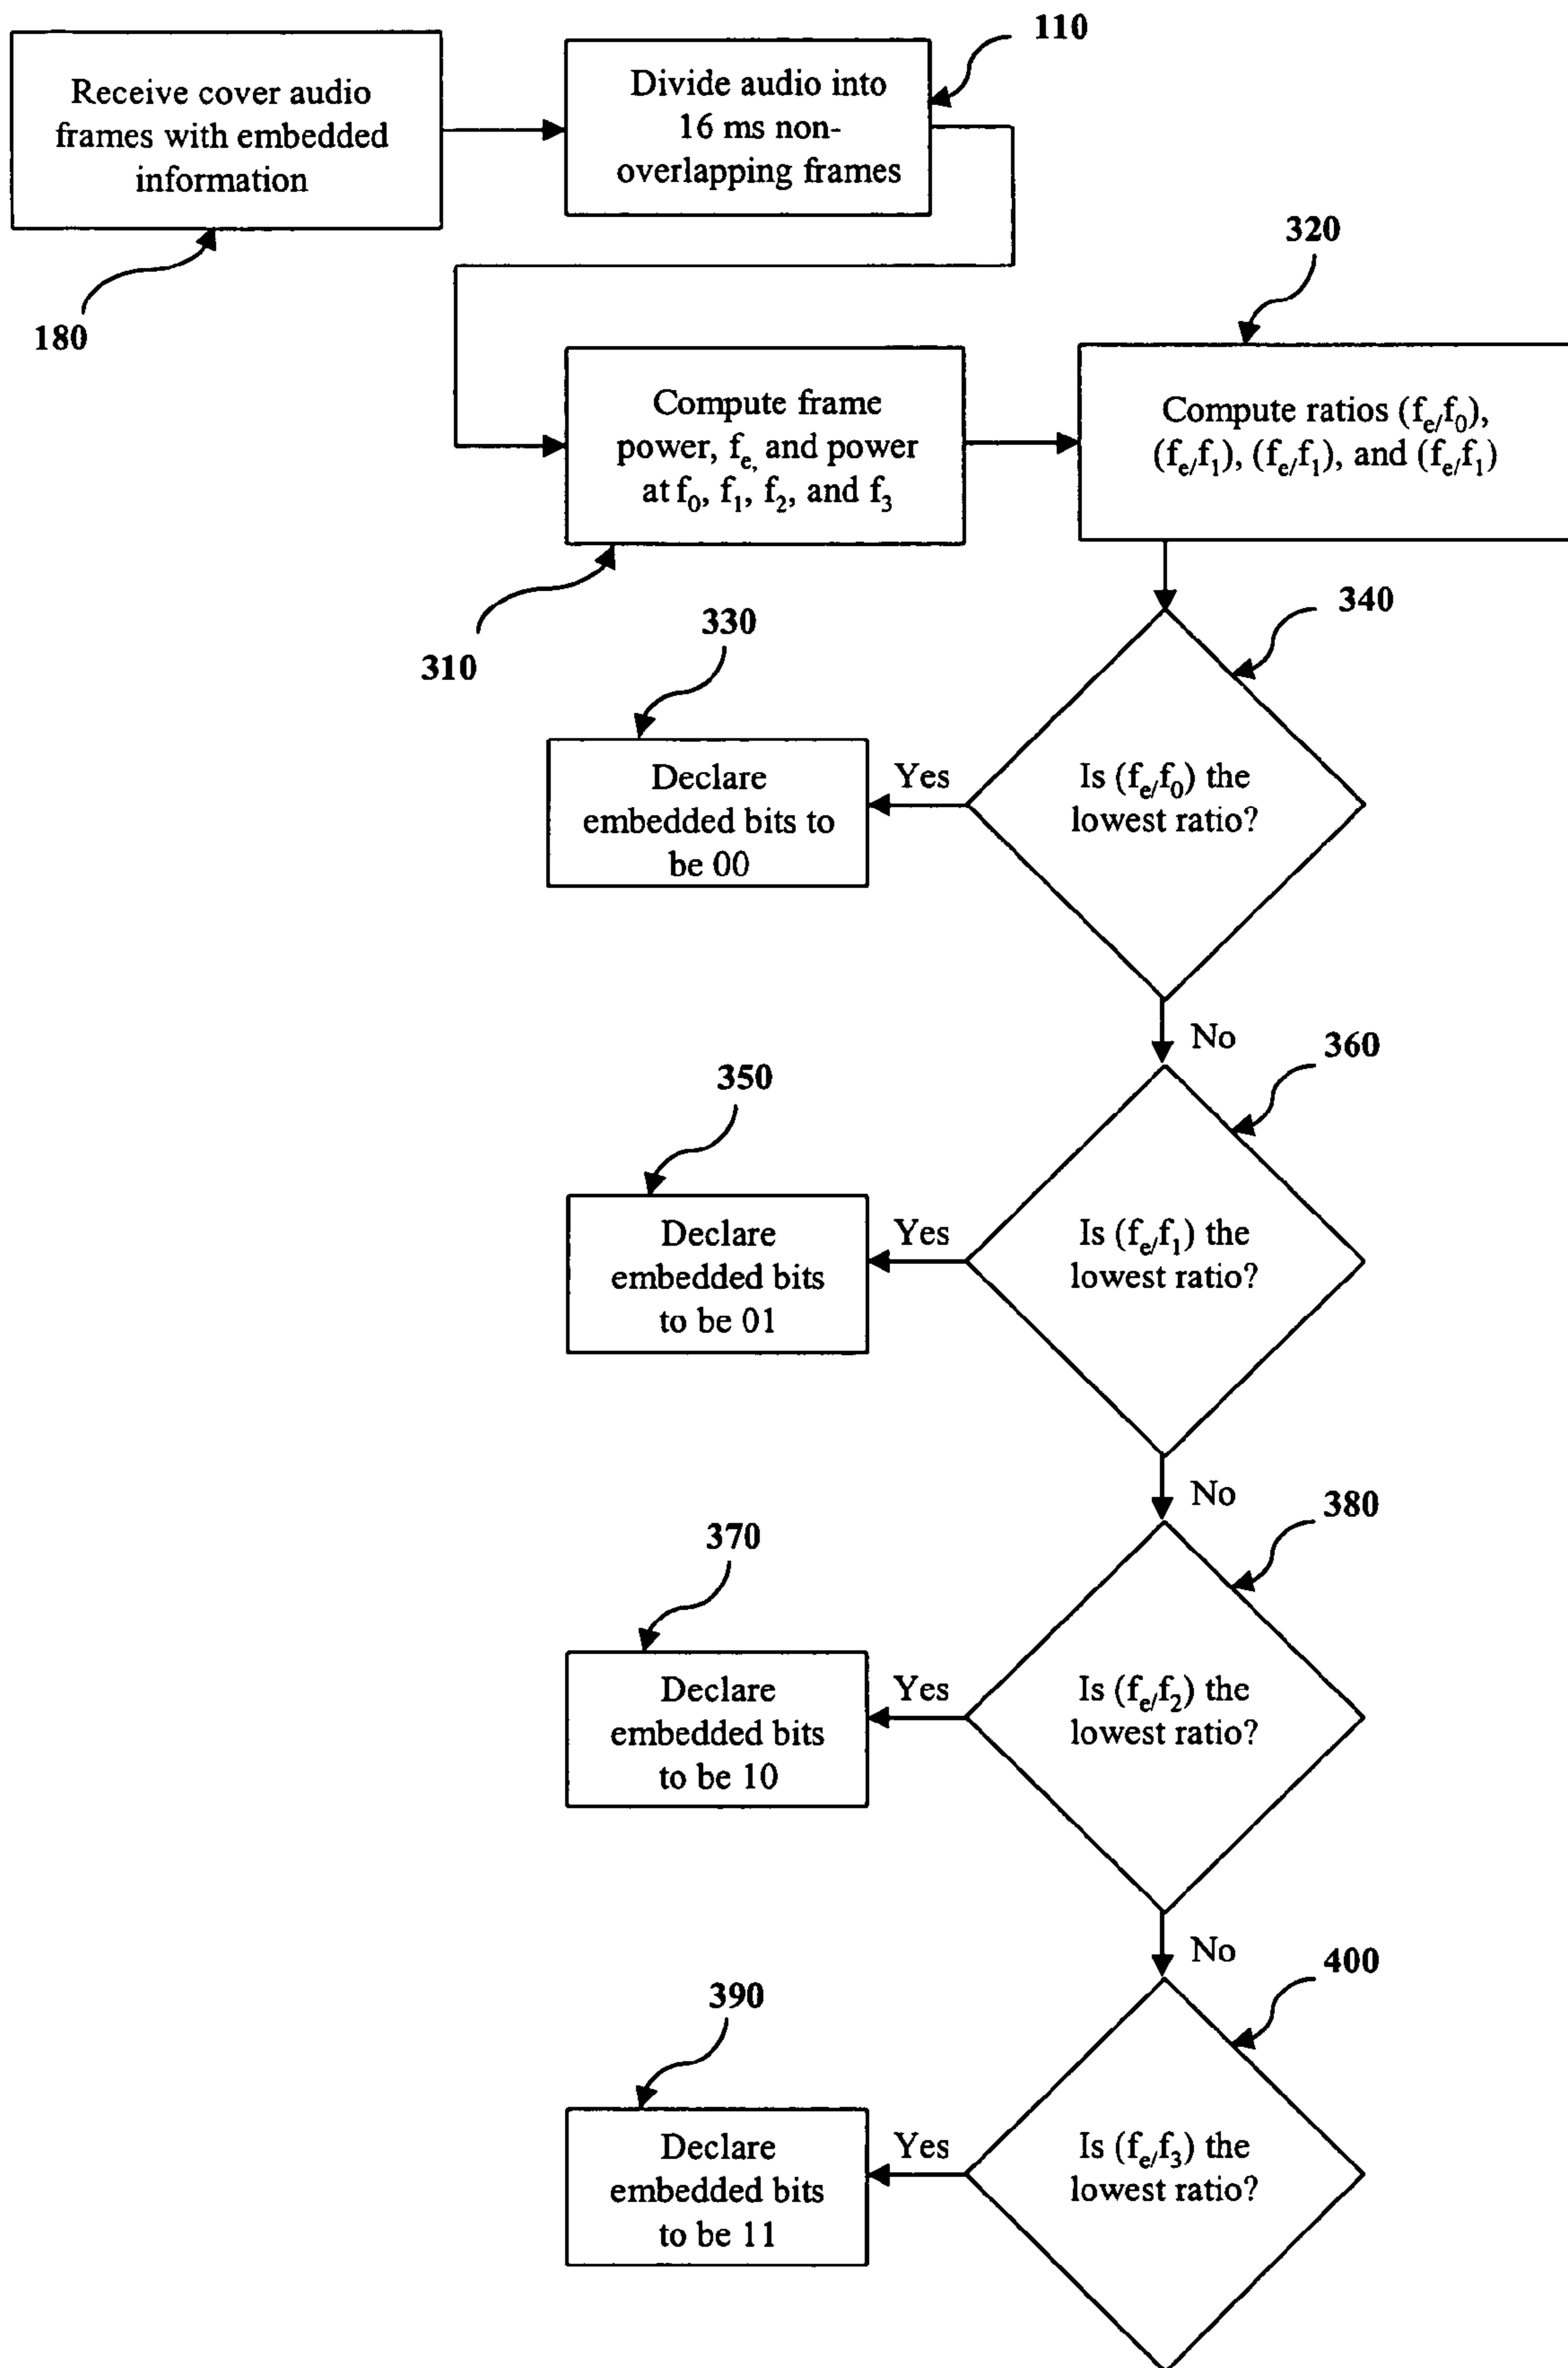 110
Receive cover audio
frames with embedded
information
Divide audio into
16 ms non-
overlapping frames
180
320
Compute frame
power, fe, and power
at f0, f1, f2, and f3
Compute ratios (fe/f0),
(fe/f1), (fe/f1), and (fe/f1)
310
340
330
Declare
embedded bits to
be 00
Yes
Is (fe/f0) the
lowest ratio?
No
360
350
Declare
embedded bits
to be 01
Yes
Is (fe/f1) the
lowest ratio?
No
380
370
Declare
embedded bits
to be 10
Yes
Is (fe/f2) the
lowest ratio?
No
400
390
Declare
embedded bits
to be 11
Yes
Is (fe/f3) the
lowest ratio?